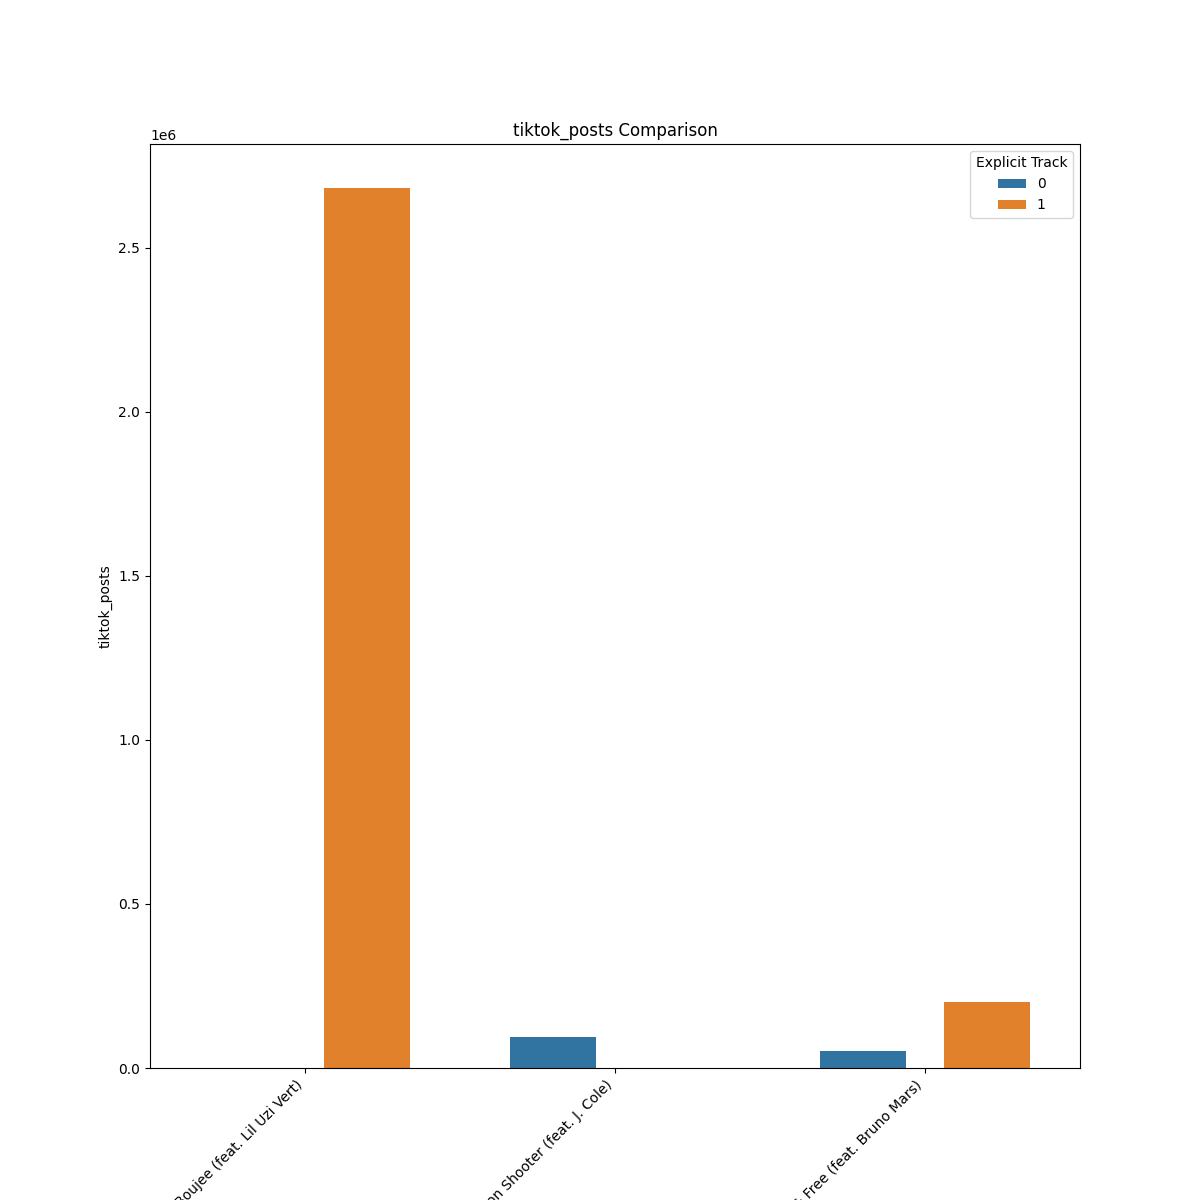 tiktok_posts Comparison
1e6
Explicit Track
0
1
2.5
2.0
1.5
1.0
0.5
0.0
tiktok_posts
Boujee (feat. Lil Uzi Vert)
on Shooter (feat. J. Cole)
Free (feat. Bruno Mars)